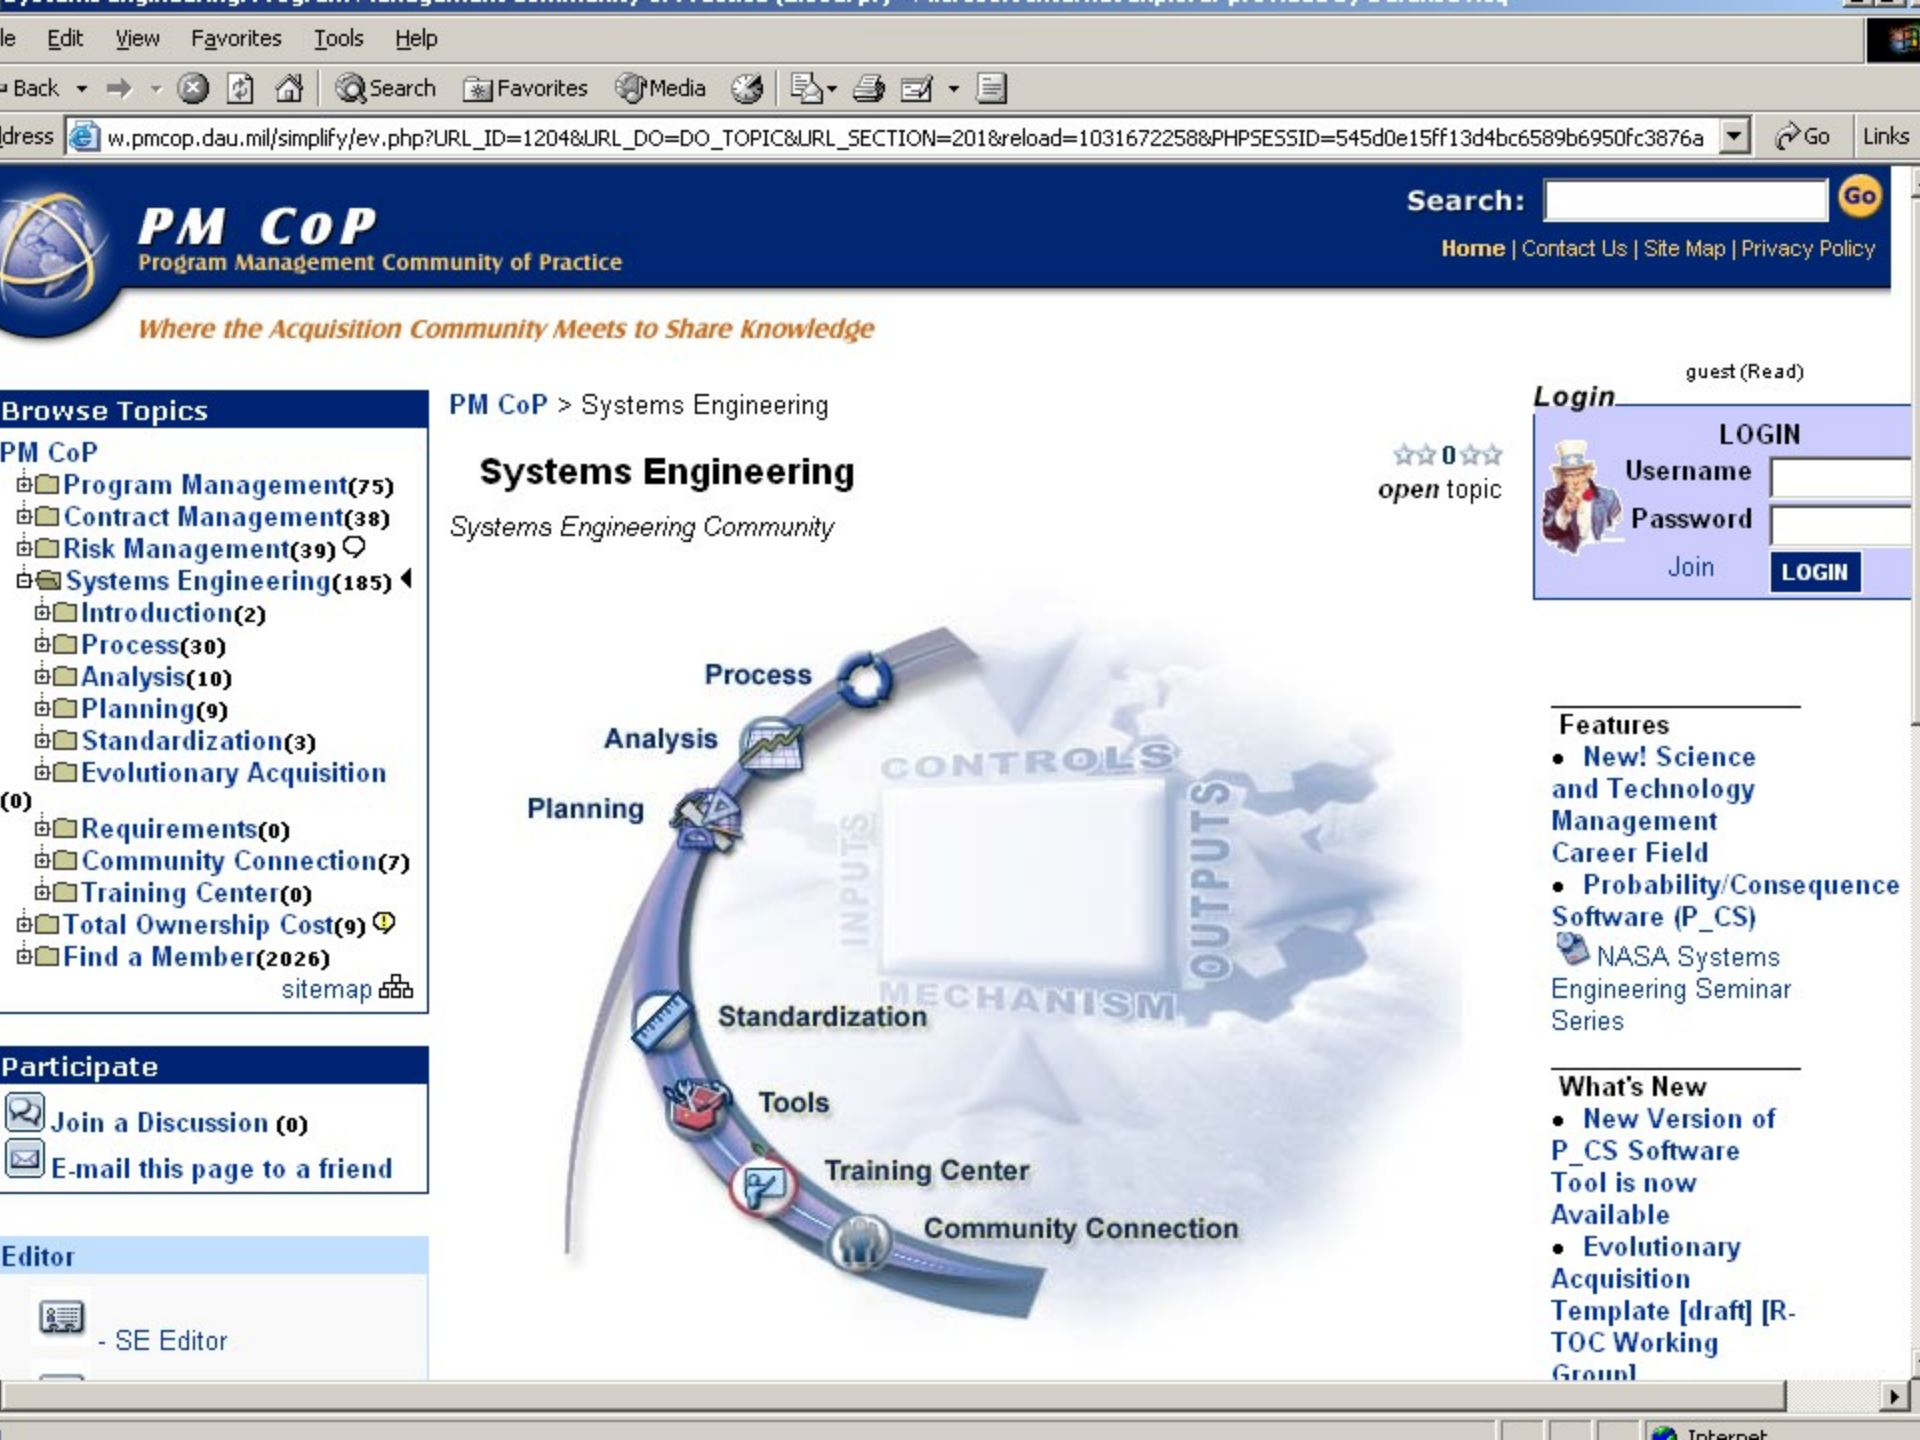 Edit View Favorites Tools Help
Back Search Favorites Media
w.pmcop.dau.mil/simplify/ev.php?URL_ID=1204&URL_DO=DO_TOPIC&URL_SECTION=201&reload=1031672258&PHPSESSID=545d0e15ff13d4bc6589b6950fc3876a Go Links
PM CoP
Program Management Community of Practice
Search: Go
Home | Contact Us | Site Map | Privacy Policy
Where the Acquisition Community Meets to Share Knowledge
guest (Read)
Browse Topics
PM CoP
Program Management(75)
Contract Management(38)
Risk Management(39)
Systems Engineering(185)
Introduction(2)
Process(30)
Analysis(10)
Planning(9)
Standardization(3)
Evolutionary Acquisition
(0)
Requirements(0)
Community Connection(7)
Training Center(0)
Total Ownership Cost(9)
Find a Member(2026)
sitemap
Participate
Join a Discussion (0)
E-mail this page to a friend
Editor
- SE Editor
PM CoP > Systems Engineering
Systems Engineering
Systems Engineering Community
0
open topic
Process
Analysis
Planning
Standardization
Tools
Training Center
Community Connection
CONTROLS
INPUTS
OUTPUTS
MECHANISM
Login
LOGIN
Username
Password
Join LOGIN
Features
• New! Science
and Technology
Management
Career Field
• Probability/Consequence
Software (P_CS)
NASA Systems
Engineering Seminar
Series
What's New
• New Version of
P_CS Software
Tool is now
Available
• Evolutionary
Acquisition
Template [draft] [R-
TOC Working
Group]
Internet